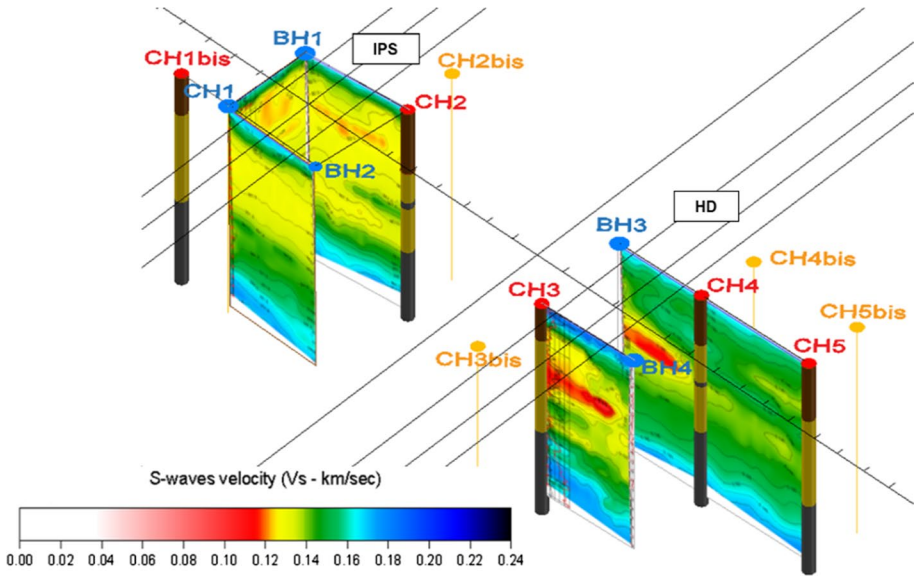 BH1
IPS
CH1bis
CH2bis
CH1
CH2
BH2
HD
BH3
CH4bis
CH3
CH4
CH5bis
CH3bis
BH4
CH5
S-waves velocity (Vs - km/sec)
0.00 0.02 0.04 0.06 0.08 0.10 0.12 0.14 0.16 0.18 0.20 0.22 0.24